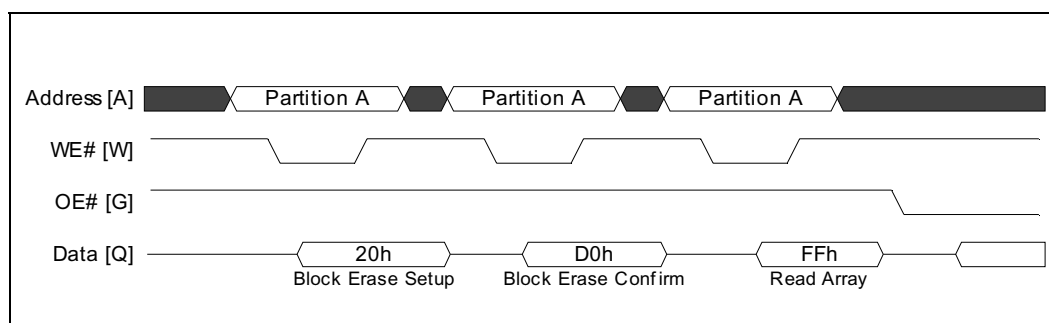 Address [A] Partition A Partition A Partition A
WE# [W]
OE# [G]
Data [Q] 20h D0h FFh
Block Erase Setup Block Erase Confirm Read Array